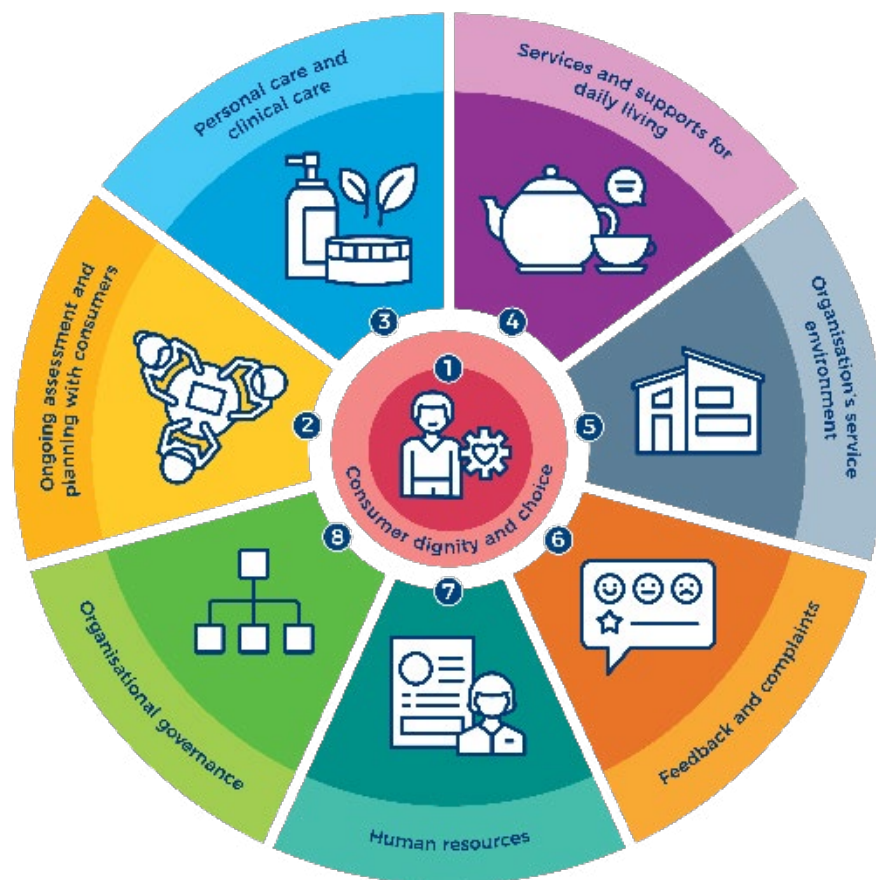 1
Consumer dignity and choice
2
Ongoing assessment and
planning with consumers
3
Personal care and
clinical care
4
Services and supports for
daily living
5
Organisation's service
environment
6
Feedback and complaints
7
Human resources
8
Organisational governance